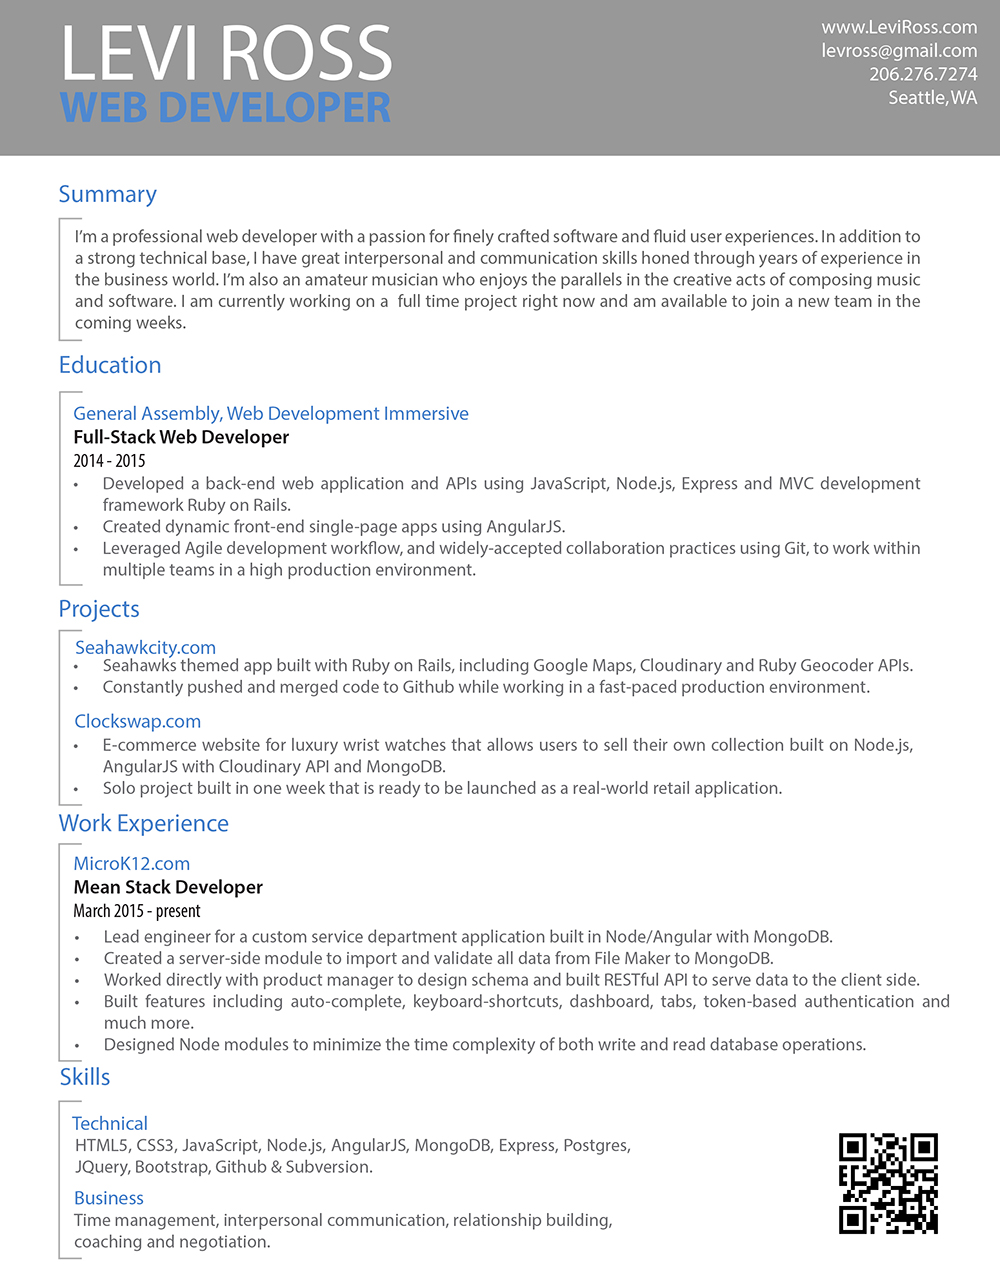 LEVI ROSS
WEB DEVELOPER
www.LeviRoss.com
levross@gmail.com
206.276.7274
Seattle, WA
Summary
I'm a professional web developer with a passion for finely crafted software and fluid user experiences. In addition to
a strong technical base, I have great interpersonal and communication skills honed through years of experience in
the business world. I'm also an amateur musician who enjoys the parallels in the creative acts of composing music
and software. I am currently working on a full time project right now and am available to join a new team in the
coming weeks.
Education
General Assembly, Web Development Immersive
Full-Stack Web Developer
2014 - 2015
• Developed a back-end web application and APIs using JavaScript, Node.js, Express and MVC development
framework Ruby on Rails.
• Created dynamic front-end single-page apps using AngularJS.
• Leveraged Agile development workflow, and widely-accepted collaboration practices using Git, to work within
multiple teams in a high production environment.
Projects
Seahawkcity.com
• Seahawks themed app built with Ruby on Rails, including Google Maps, Cloudinary and Ruby Geocoder APIs.
• Constantly pushed and merged code to Github while working in a fast-paced production environment.
Clockswap.com
• E-commerce website for luxury wrist watches that allows users to sell their own collection built on Node.js,
AngularJS with Cloudinary API and MongoDB.
• Solo project built in one week that is ready to be launched as a real-world retail application.
Work Experience
MicroK12.com
Mean Stack Developer
March 2015 - present
• Lead engineer for a custom service department application built in Node/Angular with MongoDB.
• Created a server-side module to import and validate all data from File Maker to MongoDB.
• Worked directly with product manager to design schema and built RESTful API to serve data to the client side.
• Built features including auto-complete, keyboard-shortcuts, dashboard, tabs, token-based authentication and
much more.
• Designed Node modules to minimize the time complexity of both write and read database operations.
Skills
Technical
HTML5, CSS3, JavaScript, Node.js, AngularJS, MongoDB, Express, Postgres,
JQuery, Bootstrap, Github & Subversion.
Business
Time management, interpersonal communication, relationship building,
coaching and negotiation.